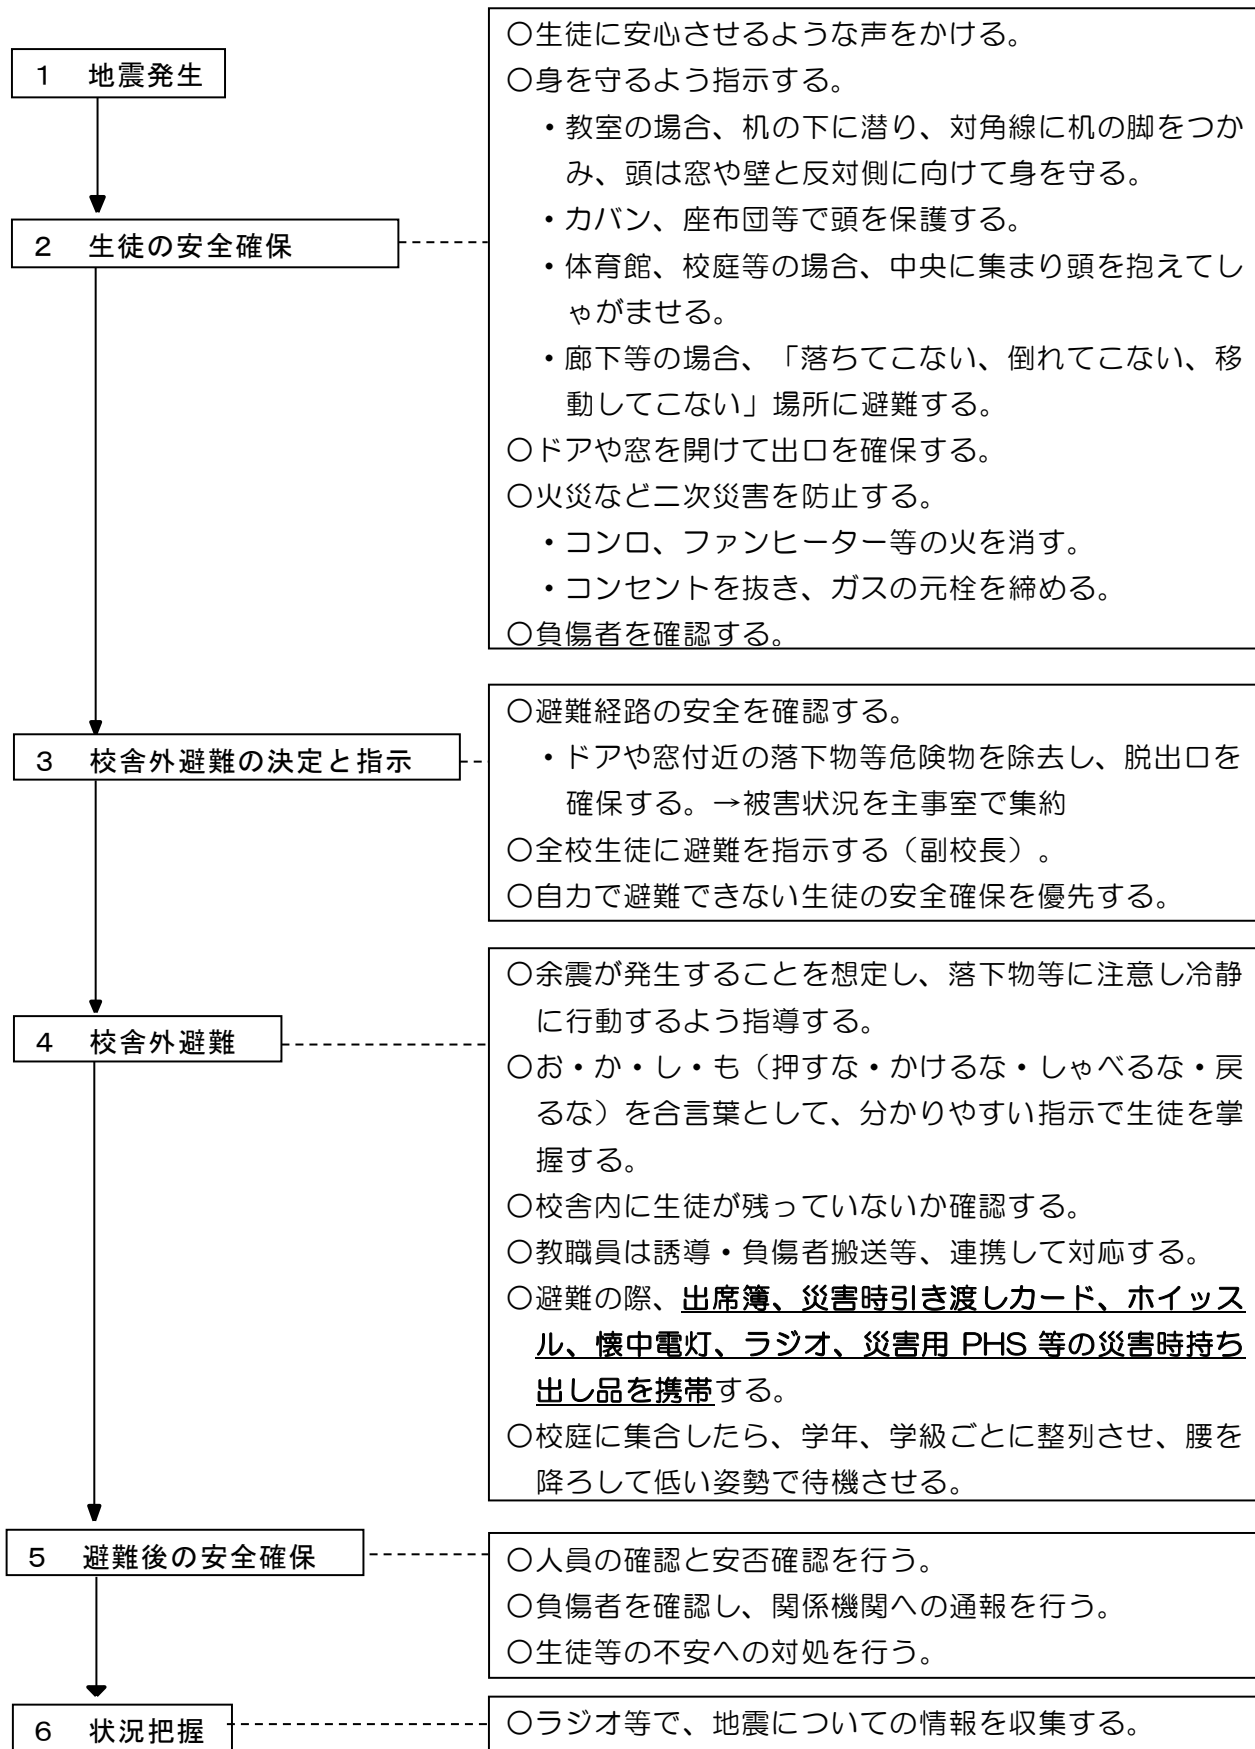 １　地震発生
○生徒に安心させるような声をかける。
○身を守るよう指示する。
・教室の場合、机の下に潜り、対角線に机の脚をつか
み、頭は窓や壁と反対側に向けて身を守る。
・カバン、座布団等で頭を保護する。
・体育館、校庭等の場合、中央に集まり頭を抱えてし
ゃがませる。
・廊下等の場合、「落ちてこない、倒れてこない、移
動してこない」場所に避難する。
○ドアや窓を開けて出口を確保する。
○火災など二次災害を防止する。
・コンロ、ファンヒーター等の火を消す。
・コンセントを抜き、ガスの元栓を締める。
○負傷者を確認する。
２　生徒の安全確保
３　校舎外避難の決定と指示
○避難経路の安全を確認する。
・ドアや窓付近の落下物等危険物を除去し、脱出口を
確保する。→被害状況を主事室で集約
○全校生徒に避難を指示する（副校長）。
○自力で避難できない生徒の安全確保を優先する。
４　校舎外避難
○余震が発生することを想定し、落下物等に注意し冷静
に行動するよう指導する。
○お・か・し・も（押すな・かけるな・しゃべるな・戻
るな）を合言葉として、分かりやすい指示で生徒を掌
握する。
○校舎内に生徒が残っていないか確認する。
○教職員は誘導・負傷者搬送等、連携して対応する。
○避難の際、出席簿、災害時引き渡しカード、ホイッス
ル、懐中電灯、ラジオ、災害用 PHS 等の災害時持ち
出し品を携帯する。
○校庭に集合したら、学年、学級ごとに整列させ、腰を
降ろして低い姿勢で待機させる。
５　避難後の安全確保
○人員の確認と安否確認を行う。
○負傷者を確認し、関係機関への通報を行う。
○生徒等の不安への対処を行う。
６　状況把握
○ラジオ等で、地震についての情報を収集する。